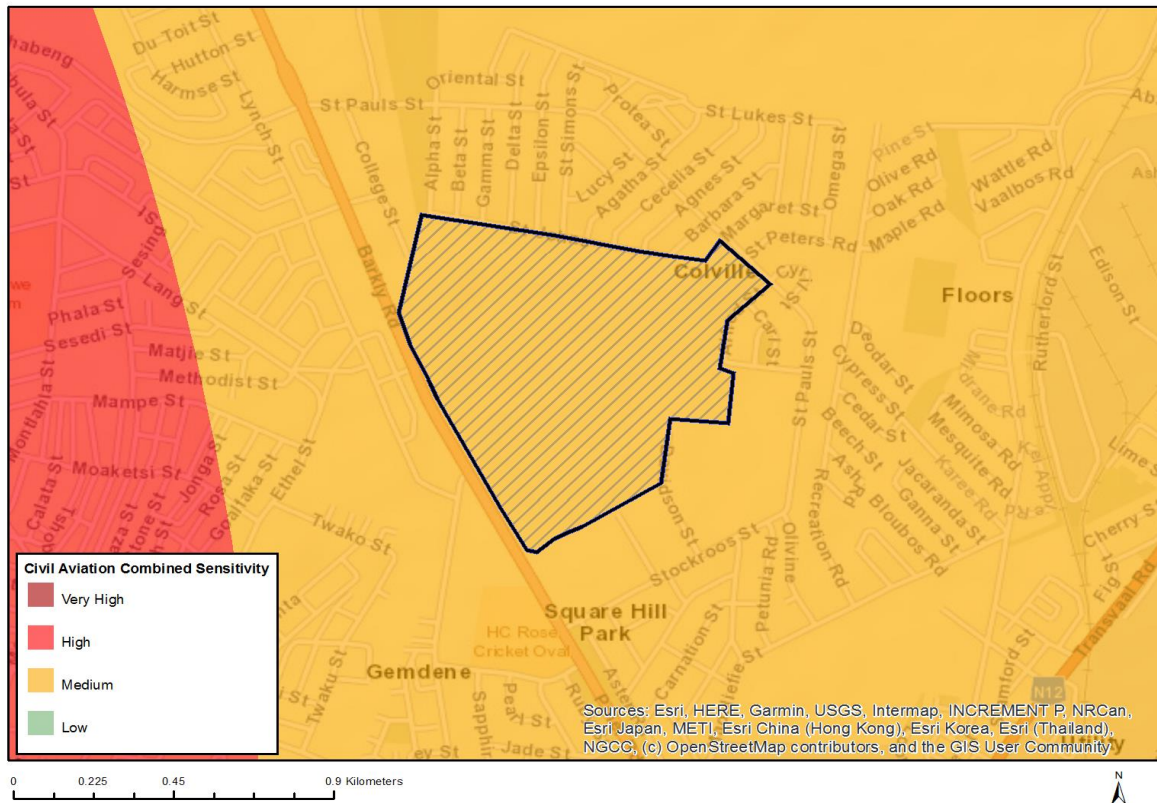 habeng
Du Toit St
Hutton St
Harmse St
Lynch St
Oriental St
St Pauls St
College St
Alpha St
Beta St
Gamma St
Delta St
Epsilon St
St Simons St
Protea St
St Lukes St
Lucy St
Agatha St
Cecelia St
Agnes St
Barbara St
Margaret St
Omega St
Peters Rd
Pine St
Olive Rd
Oak Rd
Maple Rd
Wattle Rd
Vaalbos Rd
Edison St
Rutherford St
Colville
Floors
Barkly Rd
Lang St
Phala St
Sesedi St
Matjie St
Methodist St
Mampe St
Moaketsi St
Jonga St
Rosa St
Ethel St
Calata St
Twako St
Carl St
St Pauls St
Deodar St
Cypress St
Cedar St
Beech St
Mimosa Rd
Mesquite Rd
Karee Rd
Jacaranda St
Ganna St
Bloubos Rd
Recreation Rd
Stockroos St
Olivine
Petunia Rd
Carnation St
Square Hill
Park
HC Rose
Cricket Oval
Gemdene
Twaku St
Jade St
ey St
Lime S
Cherry S
Fig St
Transvaal Rd
N12
Utility
Civil Aviation Combined Sensitivity
Very High
High
Medium
Low
Sources: Esri, HERE, Garmin, USGS, Intermap, INCREMENT P, NRCan,
Esri Japan, METI, Esri China (Hong Kong), Esri Korea, Esri (Thailand),
NGCC, (c) OpenStreetMap contributors, and the GIS User Community
0 0.225 0.45 0.9 Kilometers
N